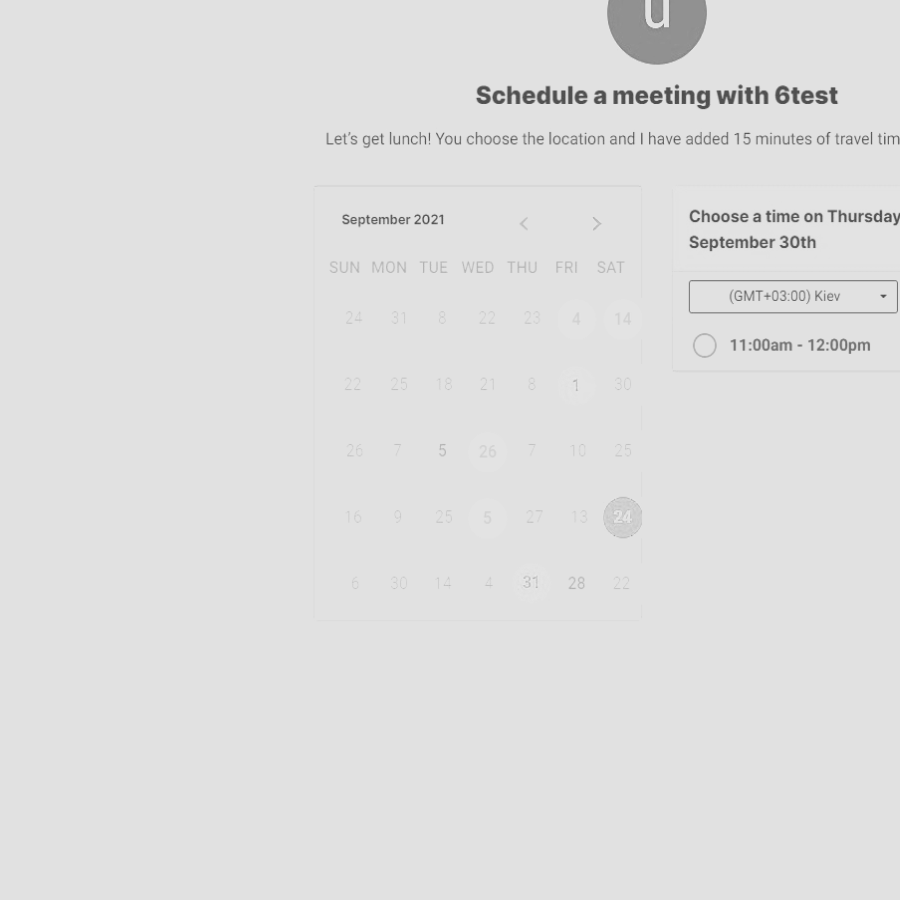 u
Schedule a meeting with 6test
Let's get lunch! You choose the location and I have added 15 minutes of travel tim
September 2021
SUN MON TUE WED THU FRI SAT
24 31 8 22 23 4 14
22 25 18 21 8 1 30
26 7 5 26 7 10 25
16 9 25 5 27 13 24
6 30 14 4 31 28 22
Choose a time on Thursday
September 30th
(GMT+03:00) Kiev
11:00am - 12:00pm